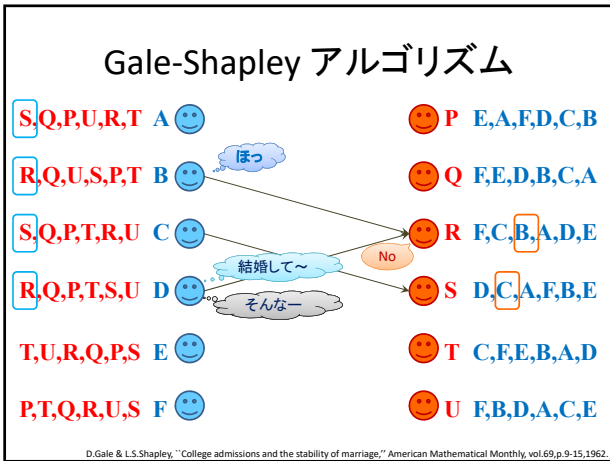 Gale-Shapley アルゴリズム
S,Q,P,U,R,T A
P E,A,F,D,C,B
ほっ
R,Q,U,S,P,T B
Q F,E,D,B,C,A
S,Q,P,T,R,U C
R F,C,B,A,D,E
No
結婚して~
R,Q,P,T,S,U D
S D,C,A,F,B,E
そんなー
T,U,R,Q,P,S E
T C,F,E,B,A,D
P,T,Q,R,U,S F
U F,B,D,A,C,E
D.Gale & L.S.Shapley, ``College admissions and the stability of marriage,'' American Mathematical Monthly, vol.69,p.9-15,1962.